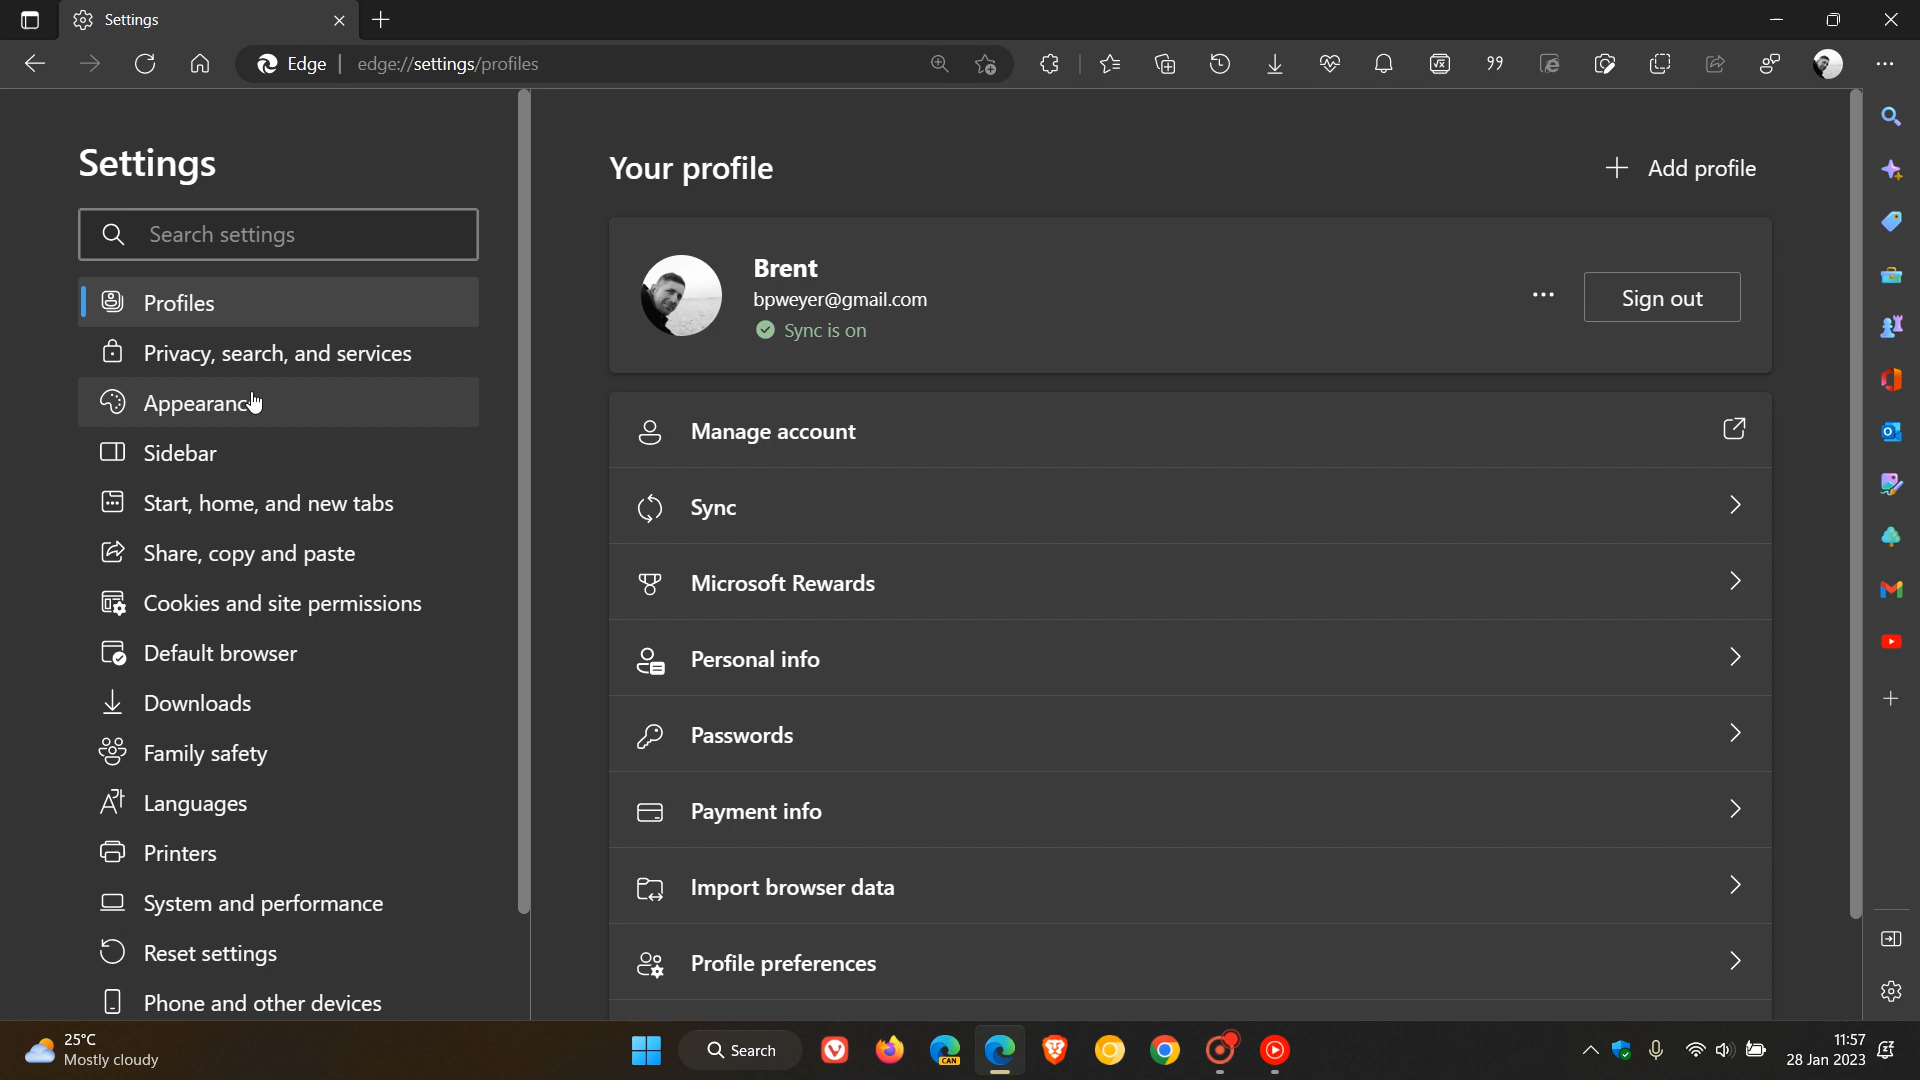 Settings
Edge
edge://settings/profiles
Settings
Search settings
Profiles
Privacy, search, and services
Appearanc
Sidebar
Start, home, and new tabs
Share, copy and paste
Cookies and site permissions
Default browser
Downloads
Family safety
Languages
Printers
System and performance
Reset settings
Phone and other devices
Your profile
Add profile
Brent
bpweyer@gmail.com
Sync is on
Sign out
Manage account
Sync
Microsoft Rewards
Personal info
Passwords
Payment info
Import browser data
Profile preferences
25°C
Mostly cloudy
Search
CAN
11:57
28 Jan 2023